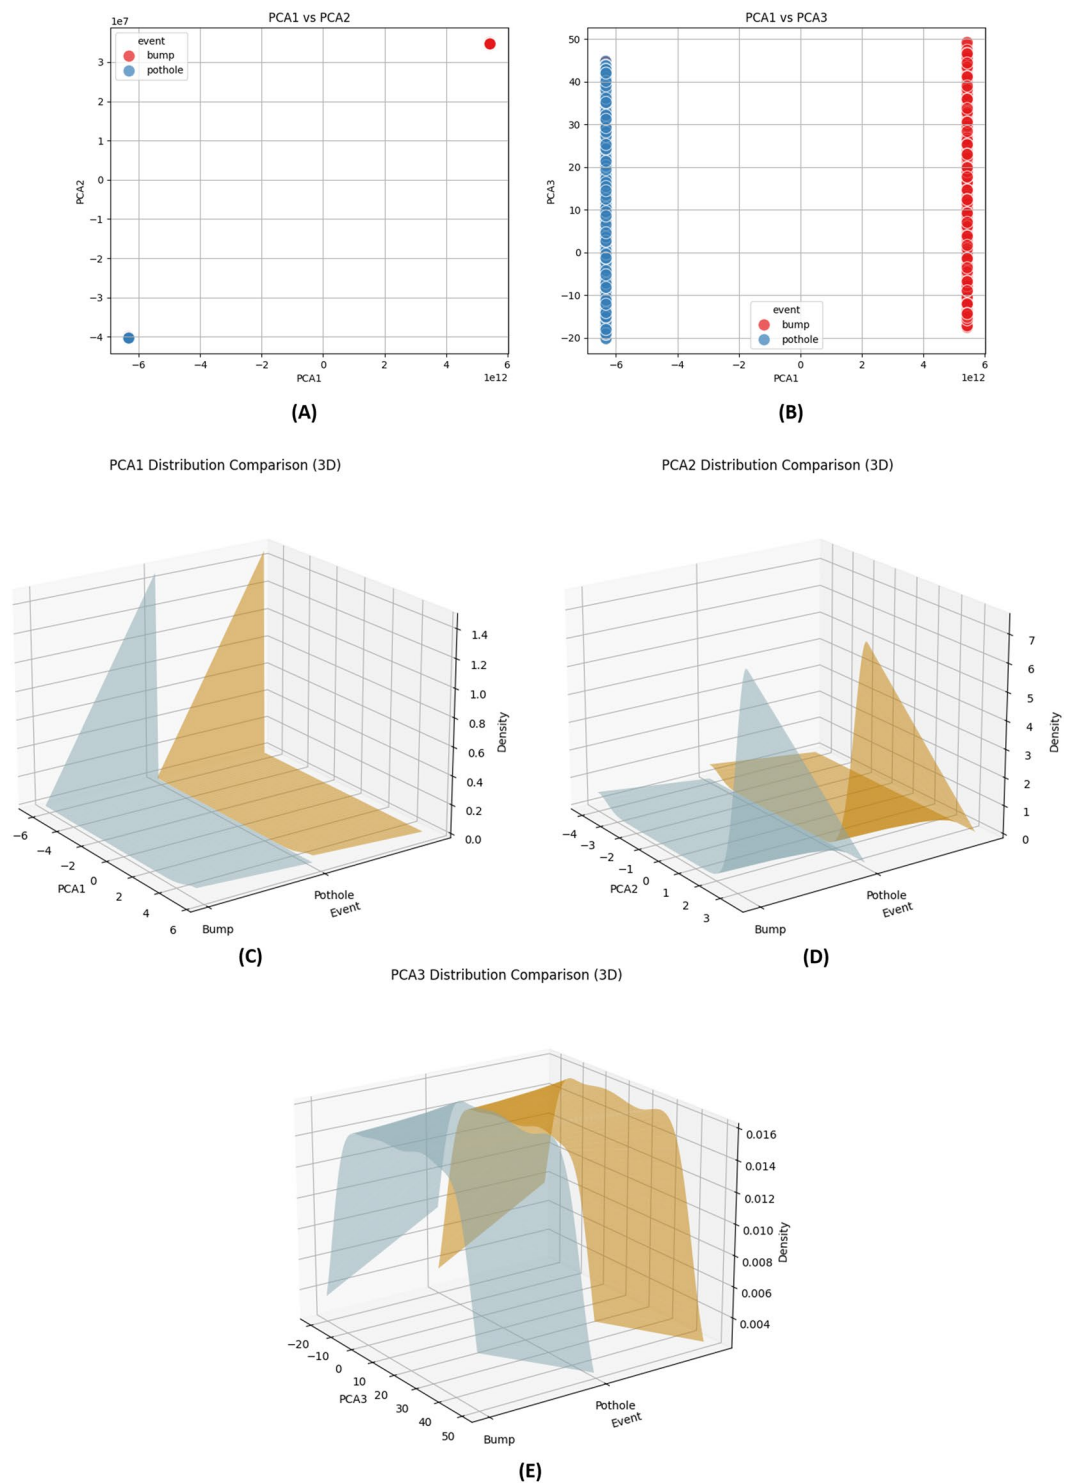 PCA1 vs PCA2
1e7
event
bump
pothole
3
2
1
0
−1
−2
−3
−4
PCA2
−6 −4 −2 0 2 4 6
1e12
PCA1
(A)
PCA1 vs PCA3
50
40
30
20
10
0
−10
−20
PCA3
event
bump
pothole
−6 −4 −2 0 2 4 6
1e12
PCA1
(B)
PCA1 Distribution Comparison (3D)
1.4
1.2
1.0
0.8
0.6
0.4
0.2
0.0
Density
−6
−4
−2
0
2
4
6
PCA1
Pothole
Event
Bump
(C)
PCA2 Distribution Comparison (3D)
7
6
5
4
3
2
1
0
Density
−4
−3
−2
−1
0
1
2
3
PCA2
Pothole
Event
Bump
(D)
PCA3 Distribution Comparison (3D)
0.016
0.014
0.012
0.010
0.008
0.006
0.004
Density
−20
−10
0
10
20
30
40
50
PCA3
Pothole
Event
Bump
(E)